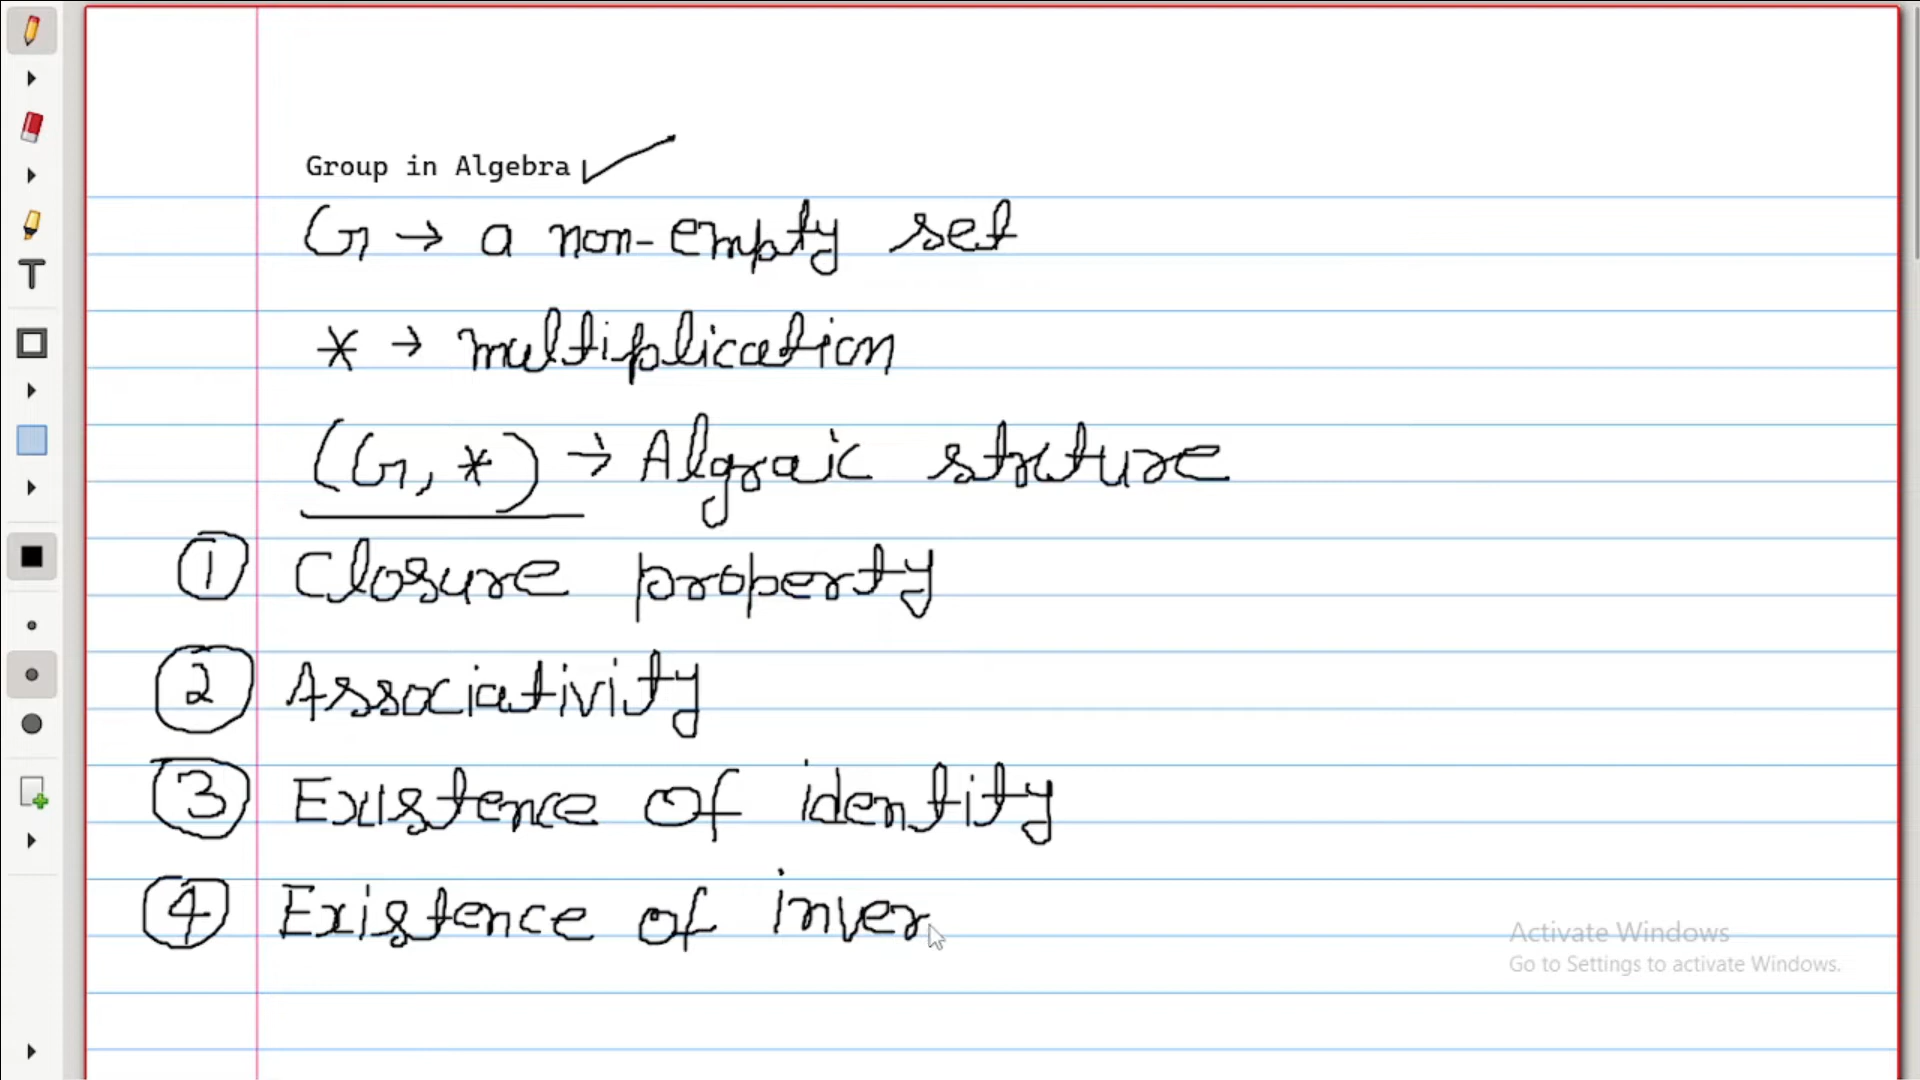 Group in Algebra
G → a non-empty set
* → multiplication
(G, *) → Algraic structure
① Closure property
② Associativity
③ Existence of identity
④ Existence of inver
Activate Windows
Go to Settings to activate Windows.